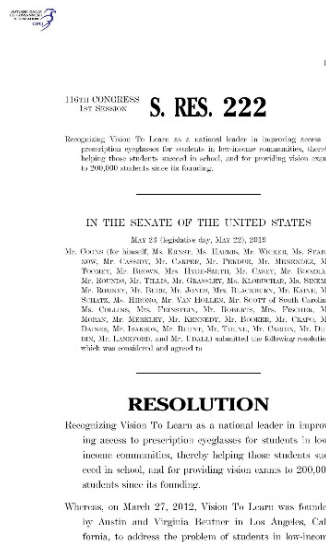 116TH CONGRESS
1ST SESSION
S. RES. 222
Recognizing Vision To Learn as a national leader in improving access
prescription eyeglasses for students in low-income communities, there
helping those students succeed in school, and for providing vision exam
to 200,000 students since its founding.
IN THE SENATE OF THE UNITED STATES
MAY 23 (legislative day, MAY 22), 2019
Mr. COONS (for himself, Ms. ERNST, Ms. HARRIS, Mr. WICKER, Ms. STAB
NOW, Mr. CASSIDY, Mr. CARPER, Mr. PERDUE, Mr. MENENDEZ, M
TOOMEY, Mr. BROWN, Mrs. HYDE-SMITH, Mr. CASEY, Mr. BOOZMA
Mr. ROUNDS, Mr. TILLIS, Mr. GRASSLEY, Ms. KLOBUCHAR, Ms. SINEM
Mr. ROMNEY, Mr. BURR, Mr. JONES, Mrs. BLACKBURN, Mr. KAINE, M
SCHATZ, Ms. HIRONO, Mr. VAN HOLLEN, Mr. SCOTT of South Carolin
Ms. COLLINS, Mrs. FEINSTEIN, Mr. ROBERTS, Mrs. FISCHER, M
MORAN, Mr. MERKLEY, Mr. KENNEDY, Mr. BOOKER, Mr. CRAPO, M
DAINES, Mr. ISAKSON, Mr. BLUNT, Mr. THUNE, Mr. CARDIN, Mr. DU
BIN, Mr. LANKFORD, and Mr. UDALL) submitted the following resolutio
which was considered and agreed to
RESOLUTION
Recognizing Vision To Learn as a national leader in improv
ing access to prescription eyeglasses for students in low
income communities, thereby helping those students suc
ceed in school, and for providing vision exams to 200,00
students since its founding.
Whereas, on March 27, 2012, Vision To Learn was founde
by Austin and Virginia Beutner in Los Angeles, Cal
fornia, to address the problem of students in low-incom